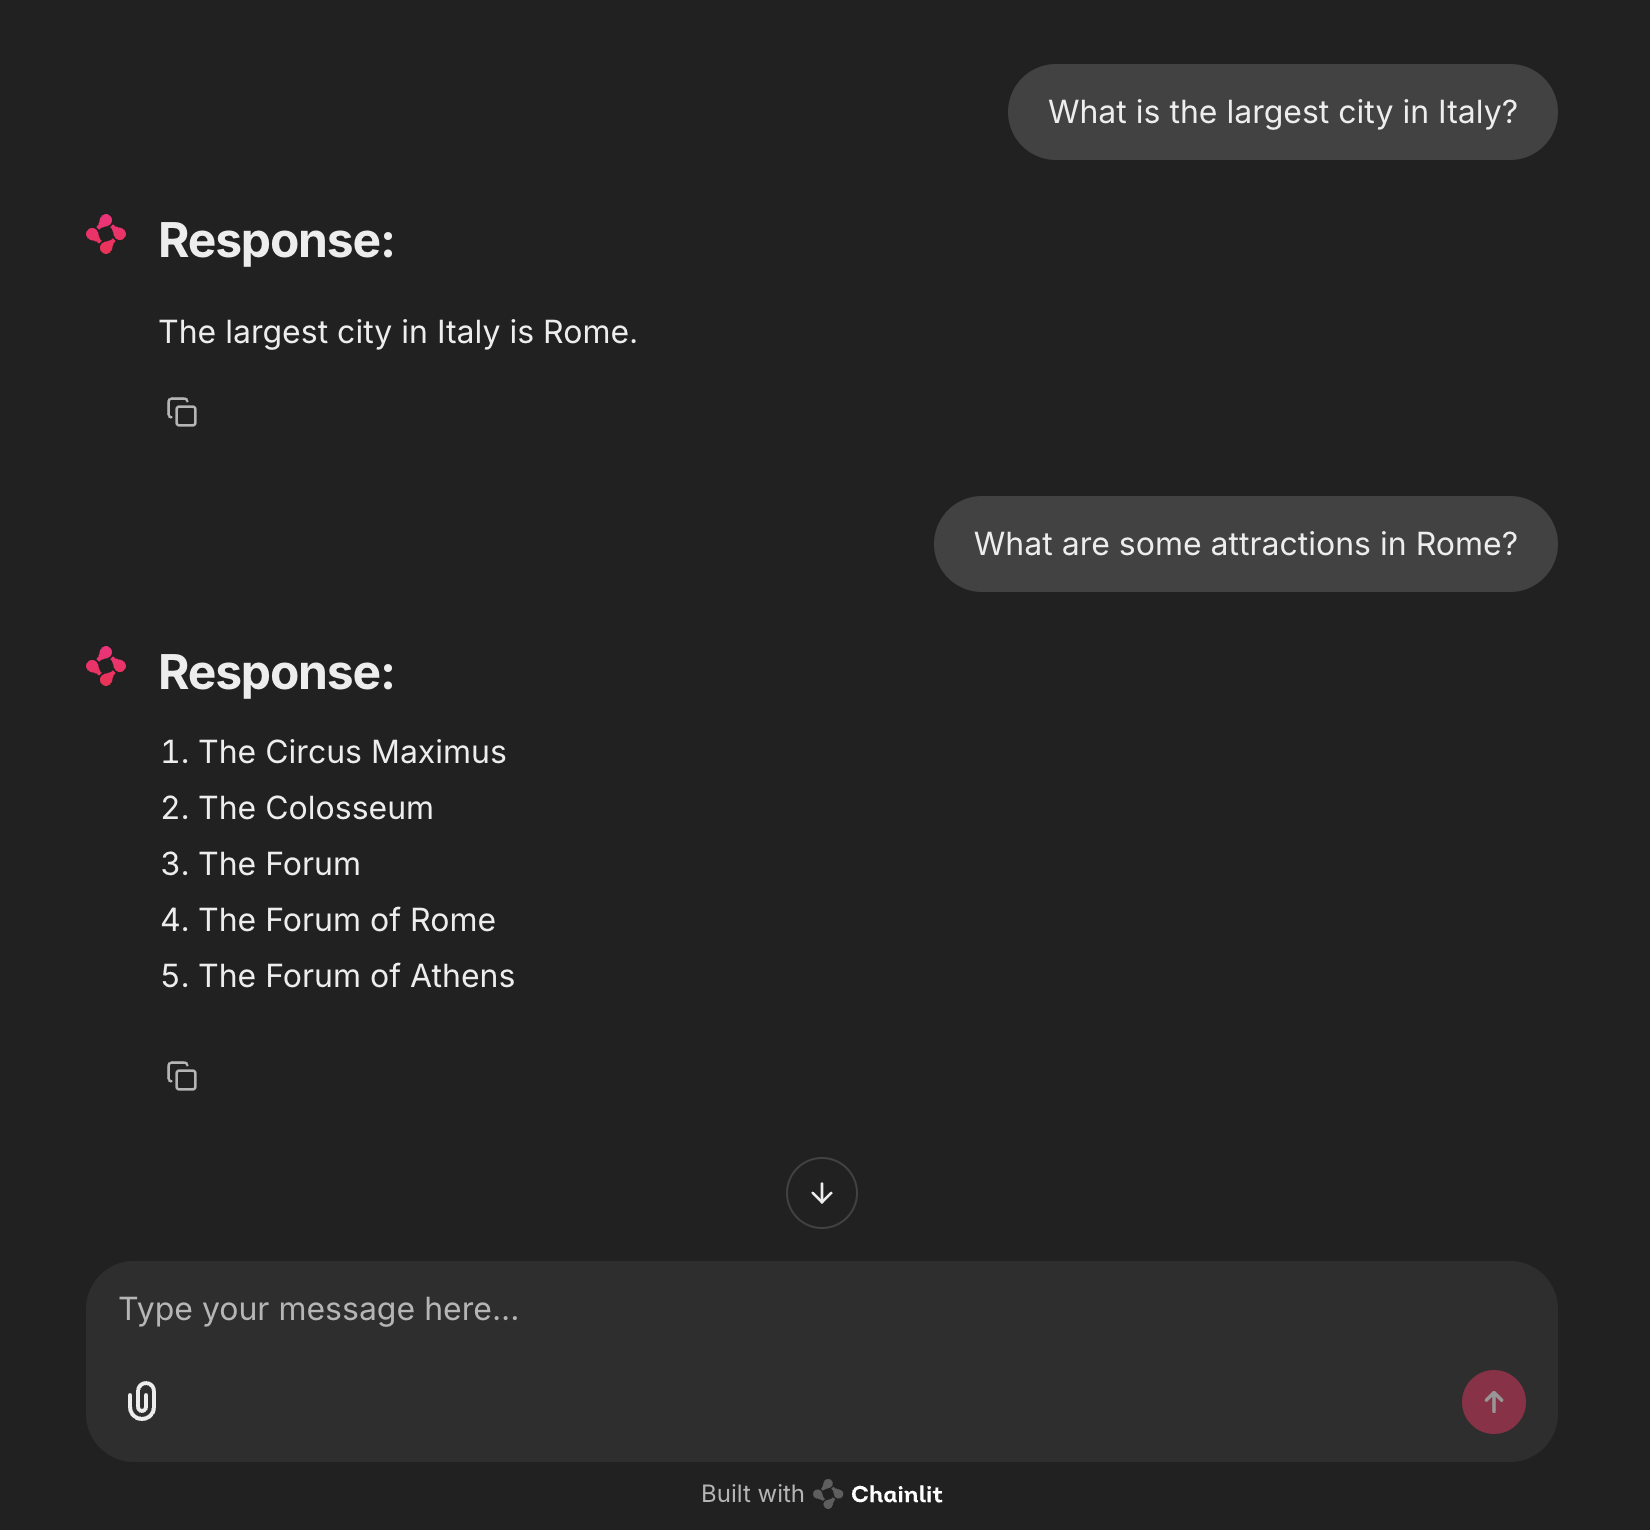 What is the largest city in Italy?
Response:
The largest city in Italy is Rome.
What are some attractions in Rome?
Response:
1. The Circus Maximus
2. The Colosseum
3. The Forum
4. The Forum of Rome
5. The Forum of Athens
Type your message here...
Built with Chainlit